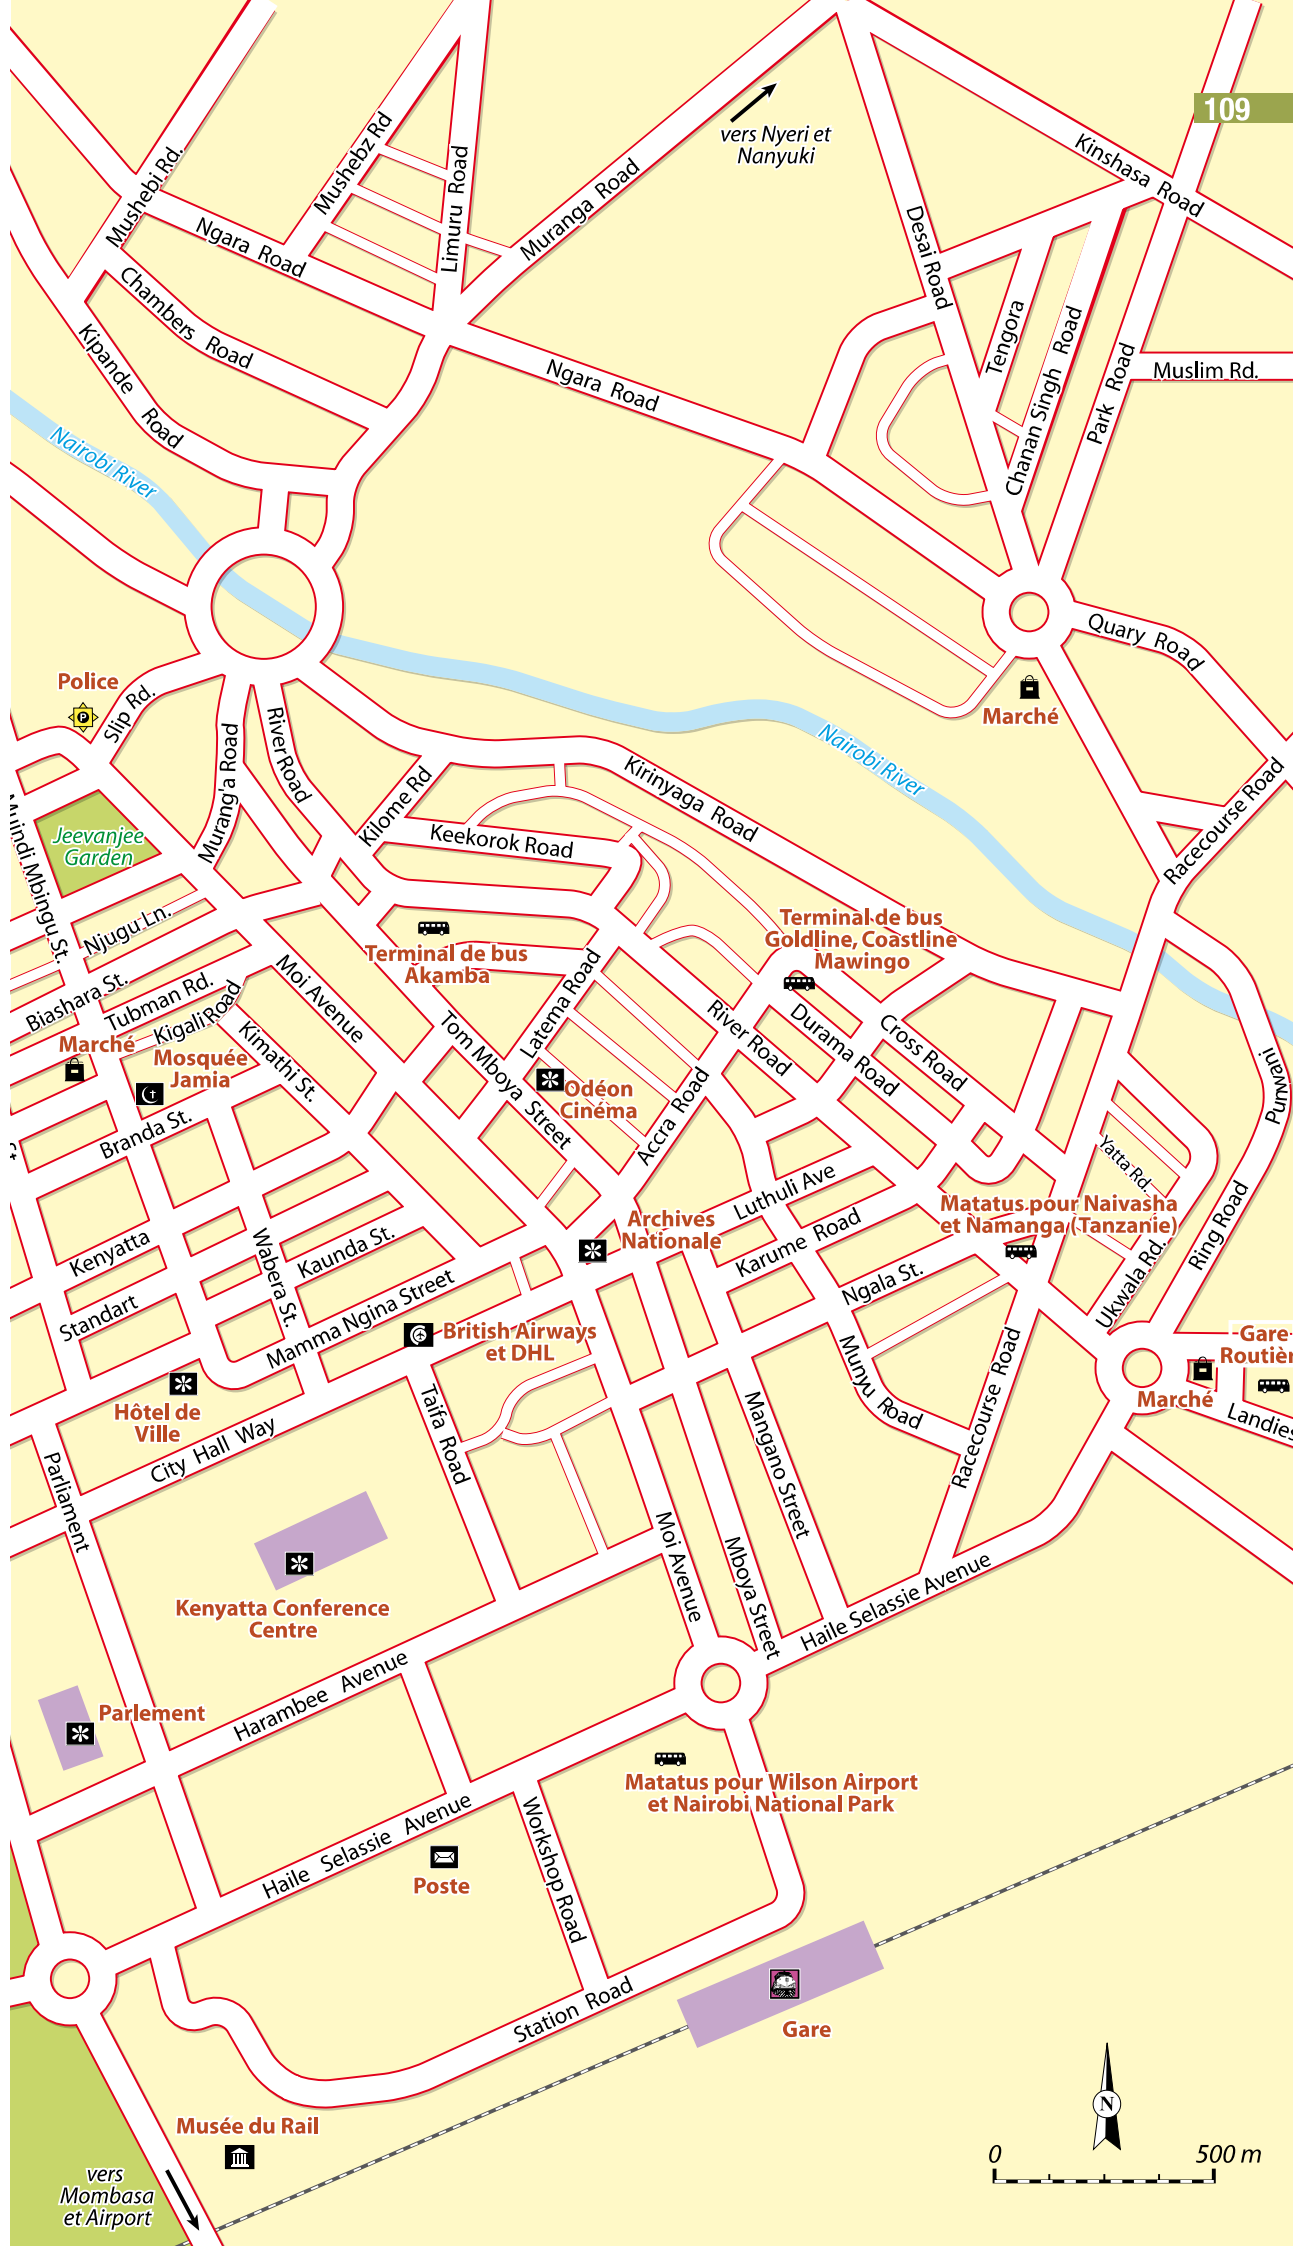 109
Kinshasa Road
vers Nyeri et
Nanyuki
Mushebi Rd.
Mushebz Rd
Limuru Road
Muranga Road
Ngara Road
Desai Road
Chambers Road
Kipande Road
Tengora
Chanan Singh Road
Park Road
Muslim Rd.
Ngara Road
Nairobi River
Quary Road
Police
Slip Rd.
Marché
Murang'a Road
River Road
Nairobi River
Kirinyaga Road
Racecourse Road
Kilome Rd
Keekorok Road
Jeevanjee
Garden
Muindi Mbingu St.
Njugu Ln.
Terminal de bus
Goldline, Coastline
Mawingo
Terminal de bus
Akamba
Biashara St.
Tubman Rd.
Kigali Road
Moi Avenue
Latema Road
River Road
Durama Road
Cross Road
Marché
Mosquée
Jamia
Kimathi St.
Tom Mboya Street
Odéon
Cinéma
Accra Road
Punwani
Branda St.
Yatta Rd.
Luthuli Ave
Matatus pour Naivasha
et Namanga (Tanzanie)
Archives
Nationale
Karume Road
Ring Road
Kenyatta
Wabera St.
Kaunda St.
Ngala St.
Ukwala Rd.
Standart
Mamma Ngina Street
British Airways
et DHL
Munyu Road
Racecourse Road
Gare
Routièr
Marché
Landies
Hôtel de
Ville
City Hall Way
Taifa Road
Mangano Street
Parliament
Moi Avenue
Mboya Street
Haile Selassie Avenue
Kenyatta Conference
Centre
Harambee Avenue
Parlement
Matatus pour Wilson Airport
et Nairobi National Park
Haile Selassie Avenue
Workshop Road
Poste
Station Road
Gare
Musée du Rail
N
0 500 m
vers
Mombasa
et Airport